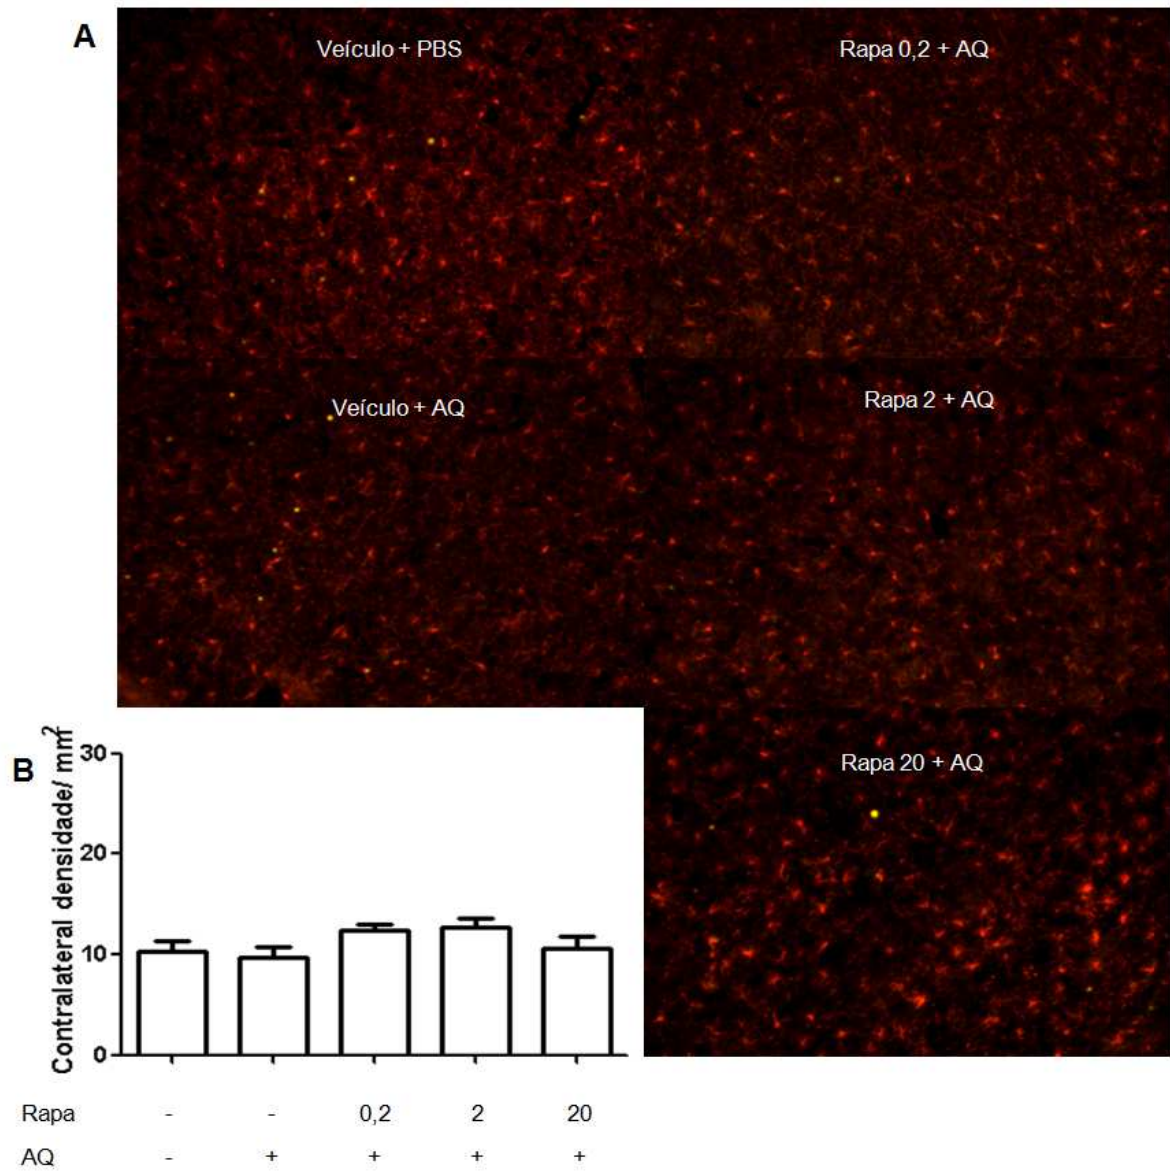 A
Veículo + PBS
Rapa 0,2 + AQ
Veículo + AQ
Rapa 2 + AQ
Rapa 20 + AQ
B
Contralateral densidade/ mm2
30
20
10
0
Rapa - - 0,2 2 20
AQ - + + + +